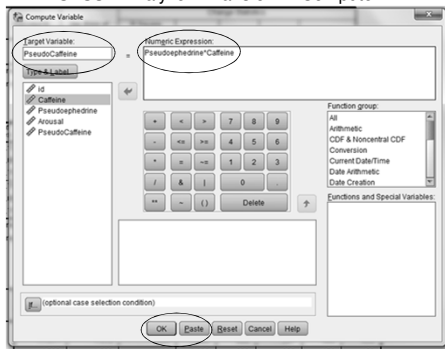 Compute Variable
Target Variable:
PseudoCaffeine
=
Numeric Expression:
Pseudoephedrine*Caffeine
Type & Label...
id
Caffeine
Pseudoephedrine
Arousal
PseudoCaffeine
+ < > 7 8 9
- <= >= 4 5 6
* = ~= 1 2 3
/ & | 0 .
** ~ ( ) Delete
Function group:
All
Arithmetic
CDF & Noncentral CDF
Conversion
Current Date/Time
Date Arithmetic
Date Creation
Functions and Special Variables:
If... (optional case selection condition)
OK Paste Reset Cancel Help